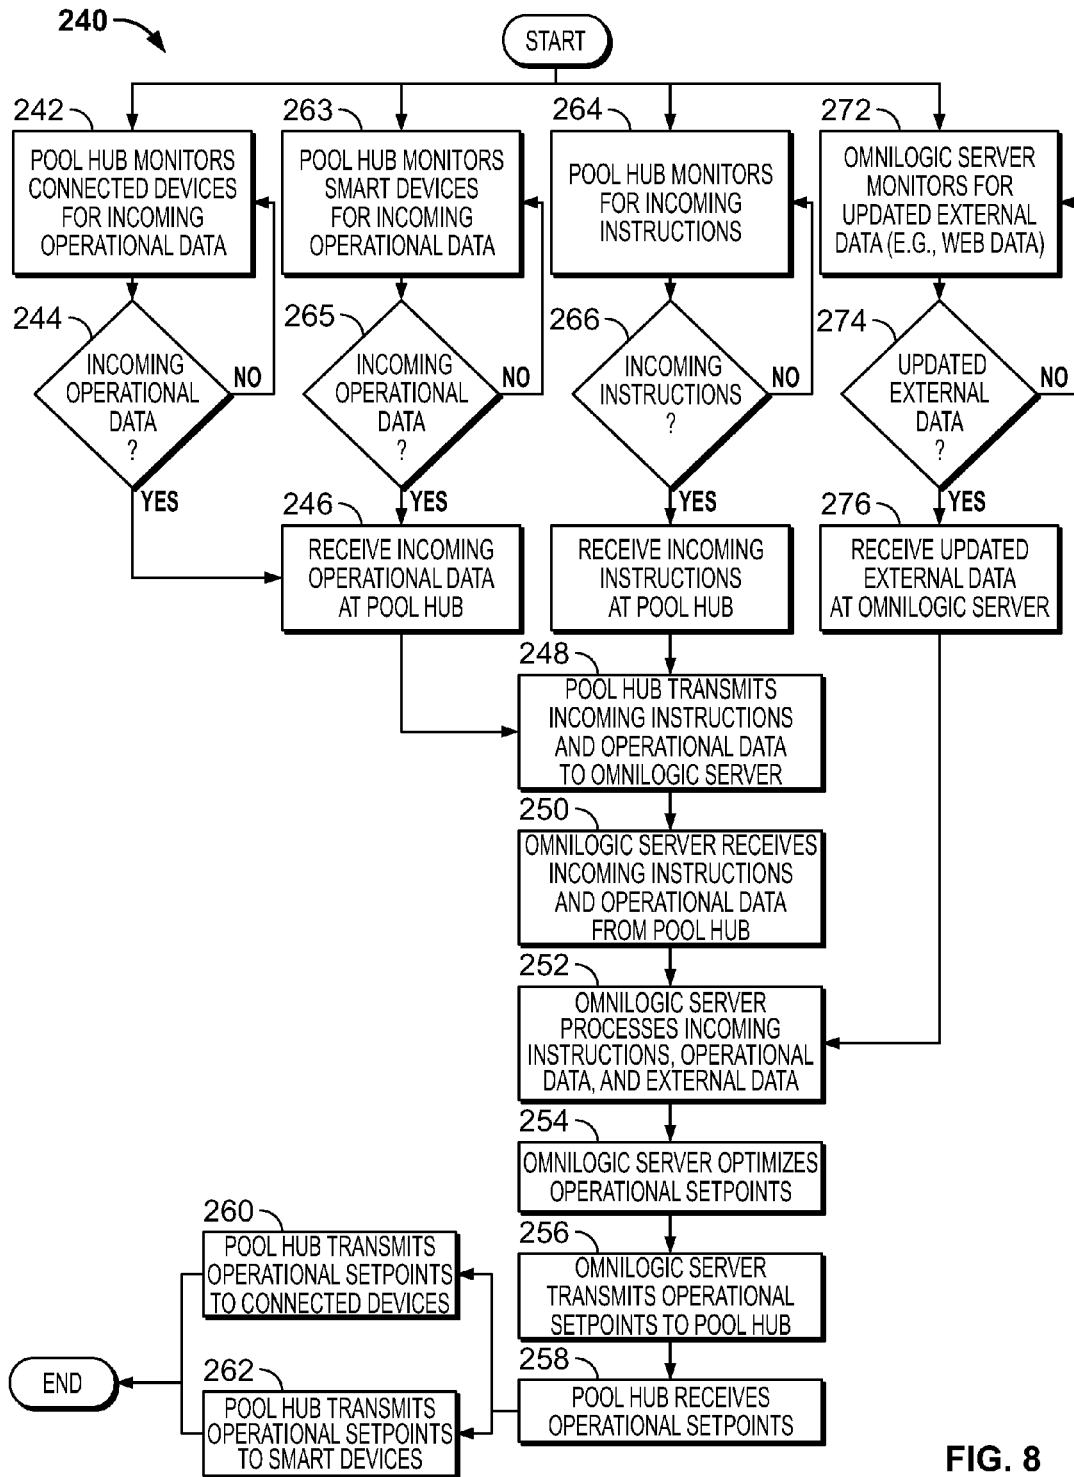 240
START
242
POOL HUB MONITORS
CONNECTED DEVICES
FOR INCOMING
OPERATIONAL DATA
263
POOL HUB MONITORS
SMART DEVICES
FOR INCOMING
OPERATIONAL DATA
264
POOL HUB MONITORS
FOR INCOMING
INSTRUCTIONS
272
OMNILOGIC SERVER
MONITORS FOR
UPDATED EXTERNAL
DATA (E.G., WEB DATA)
244
INCOMING
OPERATIONAL
DATA
?
NO
YES
265
INCOMING
OPERATIONAL
DATA
?
NO
YES
266
INCOMING
INSTRUCTIONS
?
NO
YES
274
UPDATED
EXTERNAL
DATA
?
NO
YES
246
RECEIVE INCOMING
OPERATIONAL DATA
AT POOL HUB
RECEIVE INCOMING
INSTRUCTIONS
AT POOL HUB
276
RECEIVE UPDATED
EXTERNAL DATA
AT OMNILOGIC SERVER
248
POOL HUB TRANSMITS
INCOMING INSTRUCTIONS
AND OPERATIONAL DATA
TO OMNILOGIC SERVER
250
OMNILOGIC SERVER RECEIVES
INCOMING INSTRUCTIONS
AND OPERATIONAL DATA
FROM POOL HUB
252
OMNILOGIC SERVER
PROCESSES INCOMING
INSTRUCTIONS, OPERATIONAL
DATA, AND EXTERNAL DATA
254
OMNILOGIC SERVER OPTIMIZES
OPERATIONAL SETPOINTS
256
OMNILOGIC SERVER
TRANSMITS OPERATIONAL
SETPOINTS TO POOL HUB
258
POOL HUB RECEIVES
OPERATIONAL SETPOINTS
260
POOL HUB TRANSMITS
OPERATIONAL SETPOINTS
TO CONNECTED DEVICES
262
POOL HUB TRANSMITS
OPERATIONAL SETPOINTS
TO SMART DEVICES
END
FIG. 8